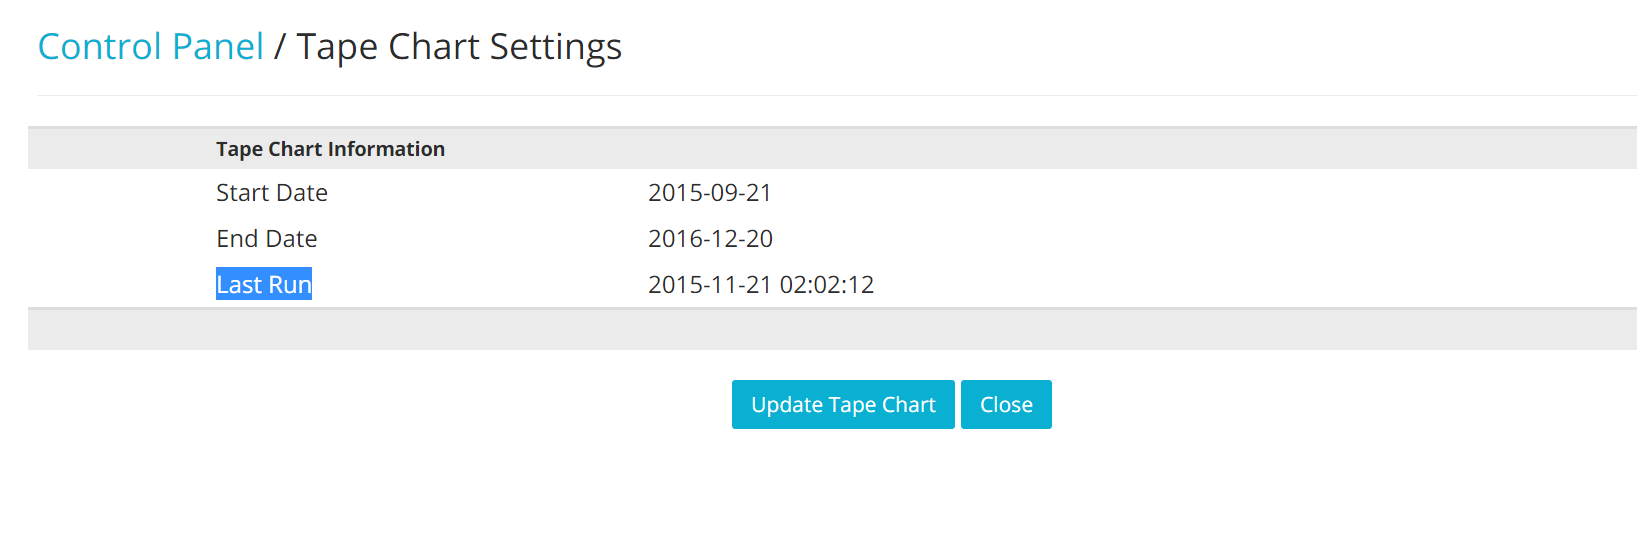 Control Panel / Tape Chart Settings
Tape Chart Information
Start Date 2015-09-21
End Date 2016-12-20
Last Run 2015-11-21 02:02:12
Update Tape Chart Close